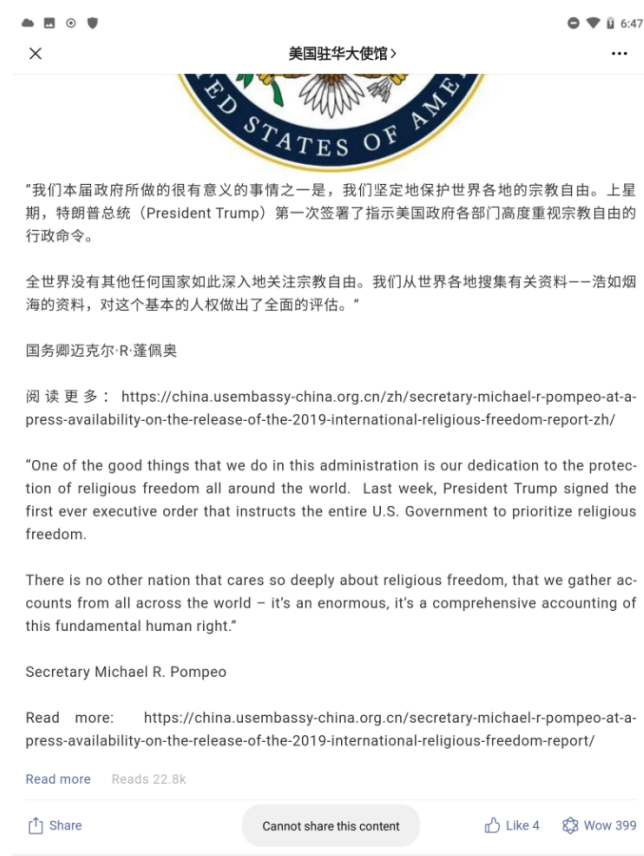 6:47
美国驻华大使馆>
ED STATES OF AME
“我们本届政府所做的很有意义的事情之一是，我们坚定地保护世界各地的宗教自由。上星
期，特朗普总统（President Trump）第一次签署了指示美国政府各部门高度重视宗教自由的
行政命令。
全世界没有其他任何国家如此深入地关注宗教自由。我们从世界各地搜集有关资料——浩如烟
海的资料，对这个基本的人权做出了全面的评估。”
国务卿迈克尔·R·蓬佩奥
阅读更多：https://china.usembassy-china.org.cn/zh/secretary-michael-r-pompeo-at-a-
press-availability-on-the-release-of-the-2019-international-religious-freedom-report-zh/
“One of the good things that we do in this administration is our dedication to the protec-
tion of religious freedom all around the world. Last week, President Trump signed the
first ever executive order that instructs the entire U.S. Government to prioritize religious
freedom.
There is no other nation that cares so deeply about religious freedom, that we gather ac-
counts from all across the world – it’s an enormous, it’s a comprehensive accounting of
this fundamental human right.”
Secretary Michael R. Pompeo
Read more: https://china.usembassy-china.org.cn/secretary-michael-r-pompeo-at-a-
press-availability-on-the-release-of-the-2019-international-religious-freedom-report/
Read more Reads 22.8k
Share Cannot share this content Like 4 Wow 399